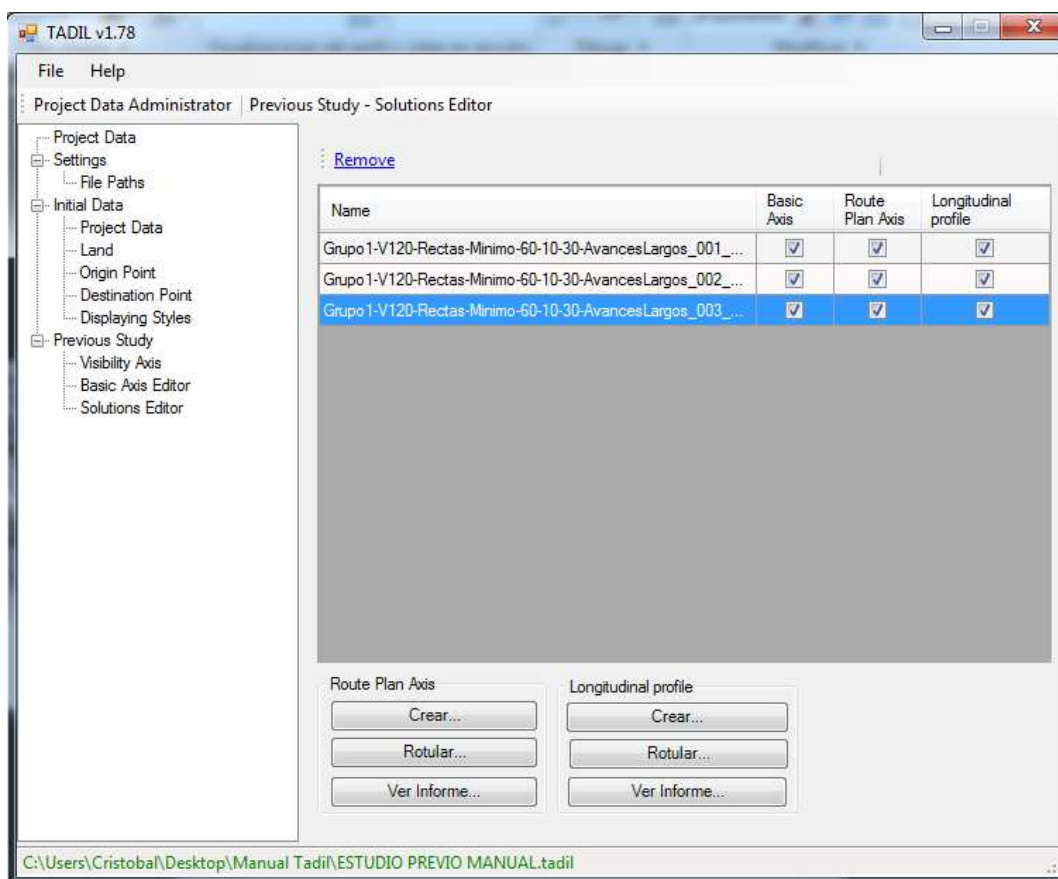 TADIL v1.78
File Help
Project Data Administrator Previous Study - Solutions Editor
Project Data
Settings
File Paths
Initial Data
Project Data
Land
Origin Point
Destination Point
Displaying Styles
Previous Study
Visibility Axis
Basic Axis Editor
Solutions Editor
Remove
Name Basic Axis Route Plan Axis Longitudinal profile
Grupo1-V120-Rectas-Minimo-60-10-30-AvancesLargos_001_...
Grupo1-V120-Rectas-Minimo-60-10-30-AvancesLargos_002_...
Grupo1-V120-Rectas-Minimo-60-10-30-AvancesLargos_003_...
Route Plan Axis
Crear...
Rotular...
Ver Informe...
Longitudinal profile
Crear...
Rotular...
Ver Informe...
C:\Users\Cristobal\Desktop\Manual Tadil\ESTUDIO PREVIO MANUAL.tadil